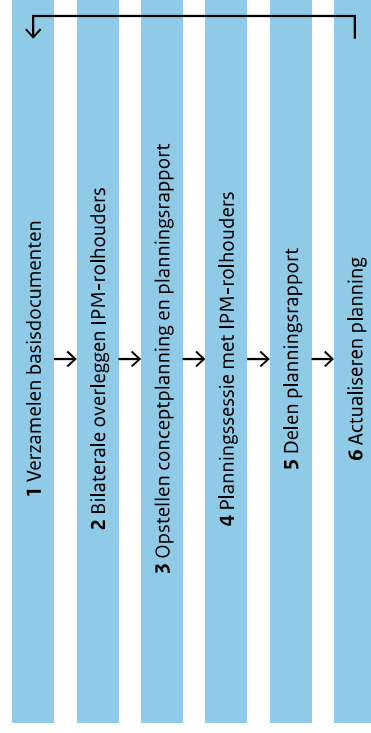 1 Verzamelen basisdocumenten
2 Bilaterale overleggen IPM-rolhouders
3 Opstellen conceptplanning en planningsrapport
4 Planningssessie met IPM-rolhouders
5 Delen planningsrapport
6 Actualiseren planning